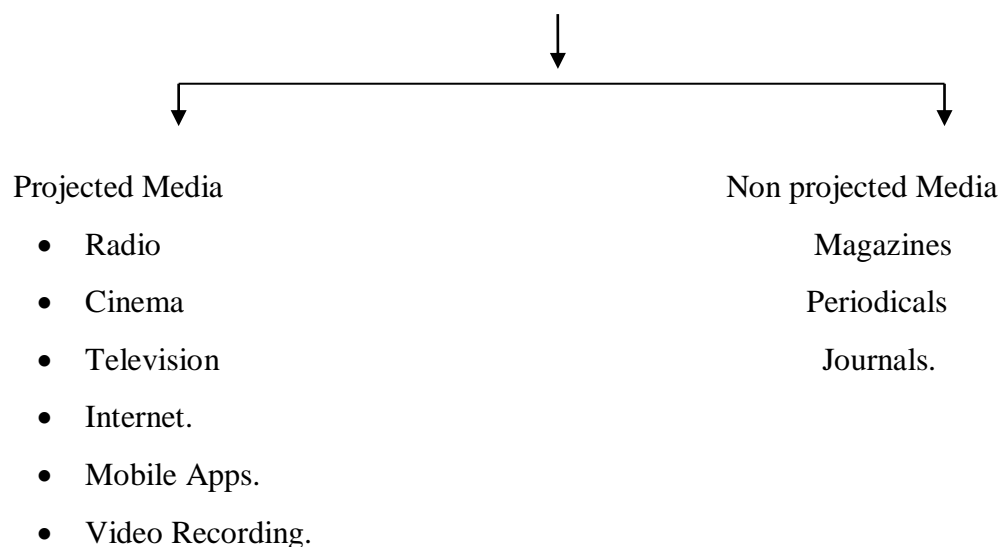 Projected Media
• Radio
• Cinema
• Television
• Internet.
• Mobile Apps.
• Video Recording.
Non projected Media
Magazines
Periodicals
Journals.